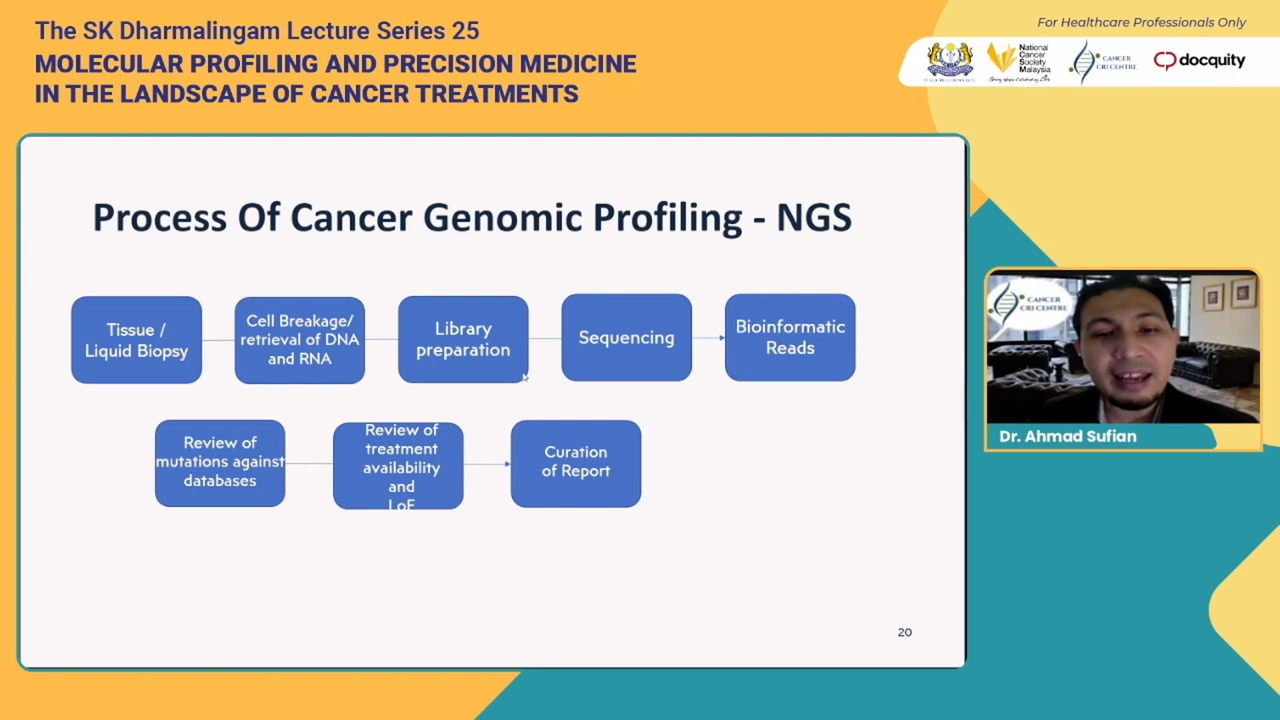 The SK Dharmalingam Lecture Series 25
MOLECULAR PROFILING AND PRECISION MEDICINE
IN THE LANDSCAPE OF CANCER TREATMENTS
For Healthcare Professionals Only
National
Cancer
Society
Malaysia
CANCER
CRI CENTRE
docquity
Process Of Cancer Genomic Profiling - NGS
Tissue /
Liquid Biopsy
Cell Breakage/
retrieval of DNA
and RNA
Library
preparation
Sequencing
Bioinformatic
Reads
Review of
mutations against
databases
Review of
treatment
availability
and
LoE
Curation
of Report
20
CANCER
CRI CENTRE
Dr. Ahmad Sufian